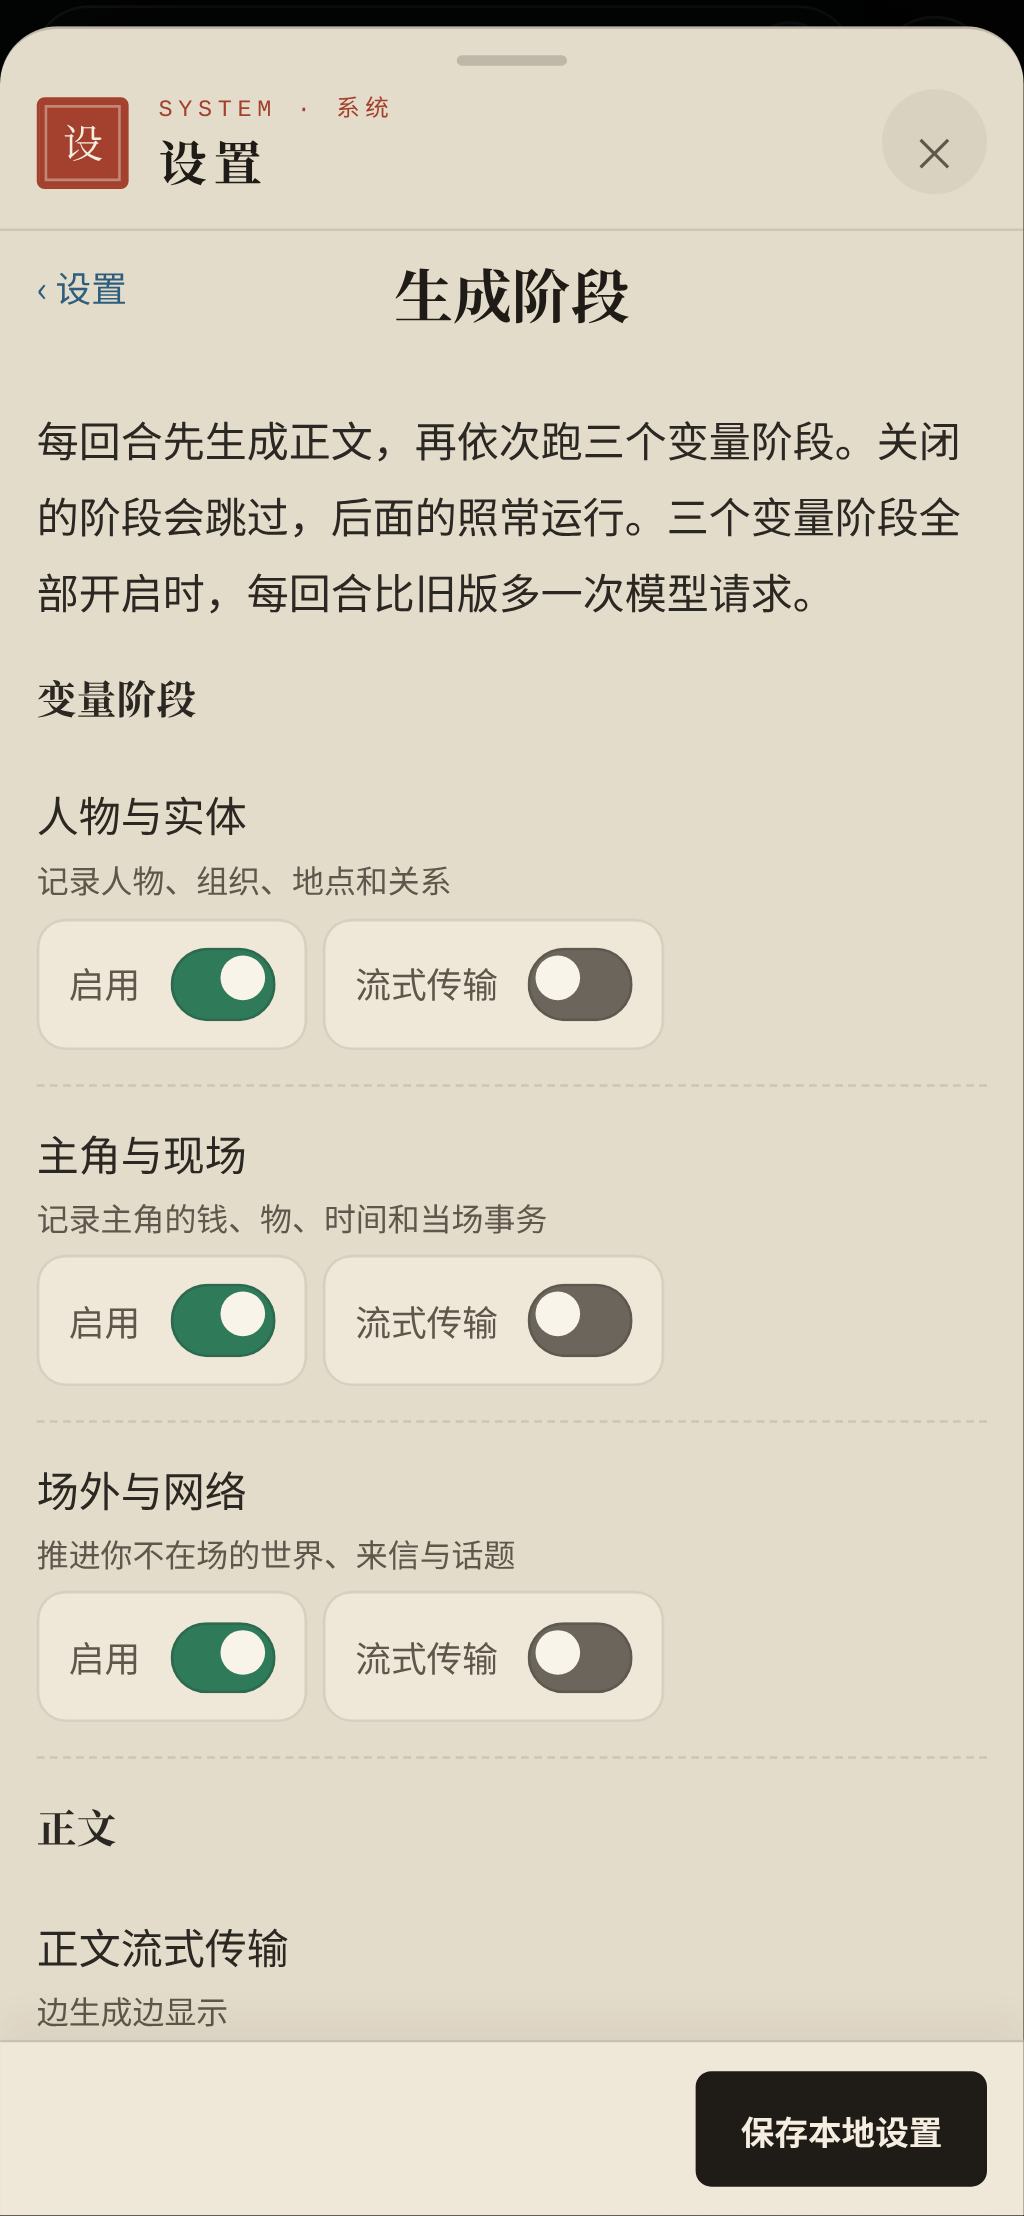 设
SYSTEM · 系统
设置
‹ 设置
生成阶段
每回合先生成正文，再依次跑三个变量阶段。关闭
的阶段会跳过，后面的照常运行。三个变量阶段全
部开启时，每回合比旧版多一次模型请求。
变量阶段
人物与实体
记录人物、组织、地点和关系
启用 流式传输
主角与现场
记录主角的钱、物、时间和当场事务
启用 流式传输
场外与网络
推进你不在场的世界、来信与话题
启用 流式传输
正文
正文流式传输
边生成边显示
保存本地设置